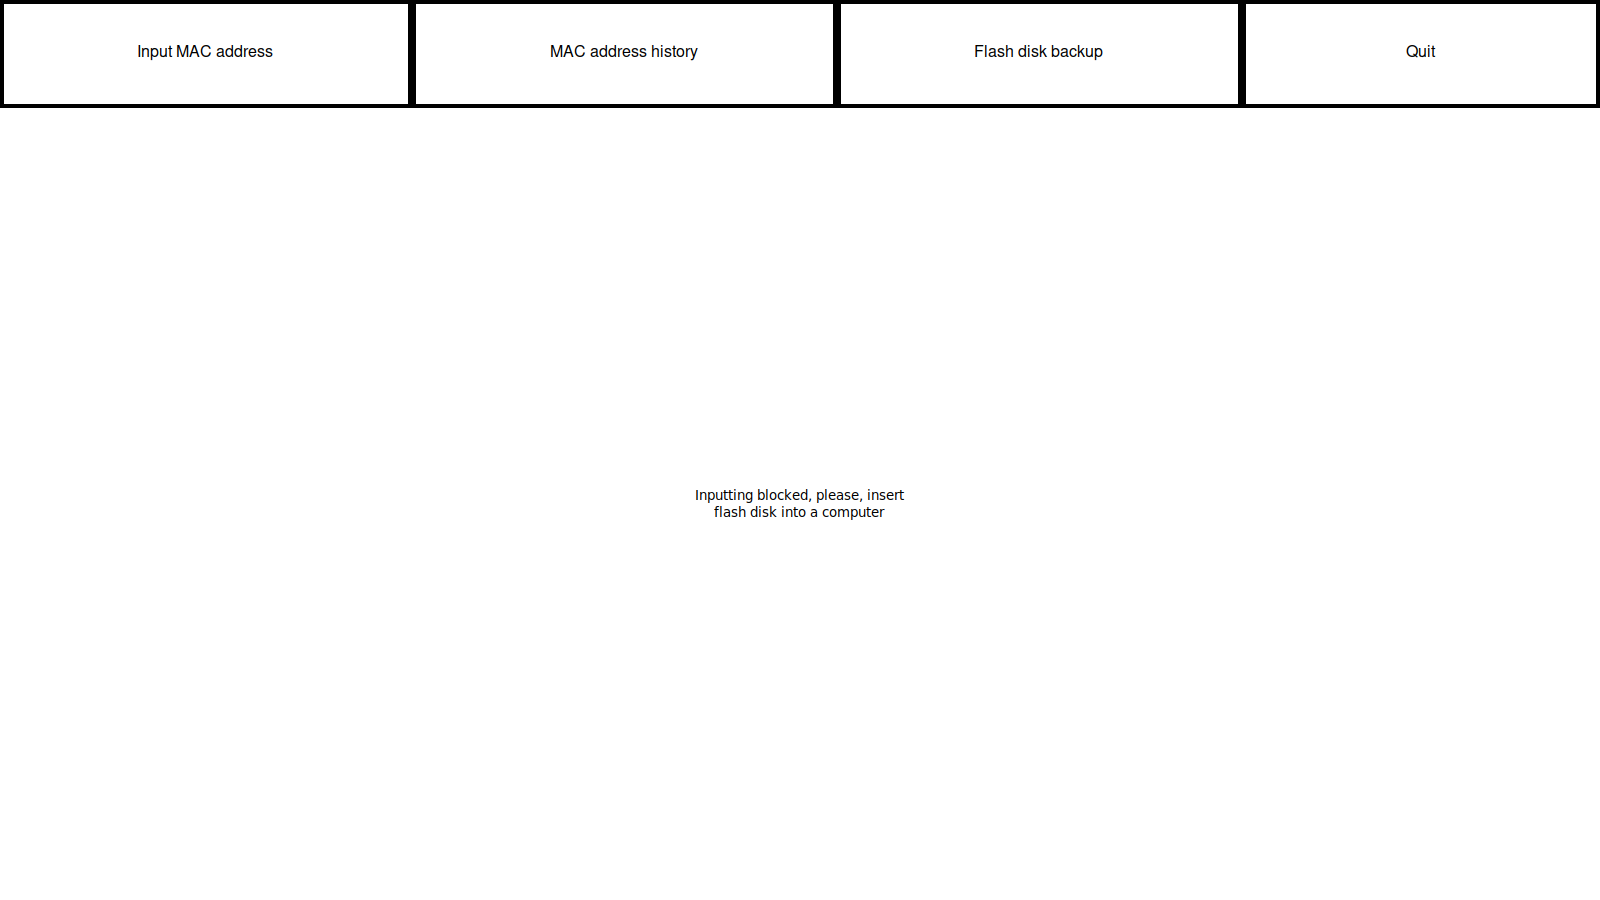 Input MAC address
MAC address history
Flash disk backup
Quit
Inputting blocked, please, insert
flash disk into a computer